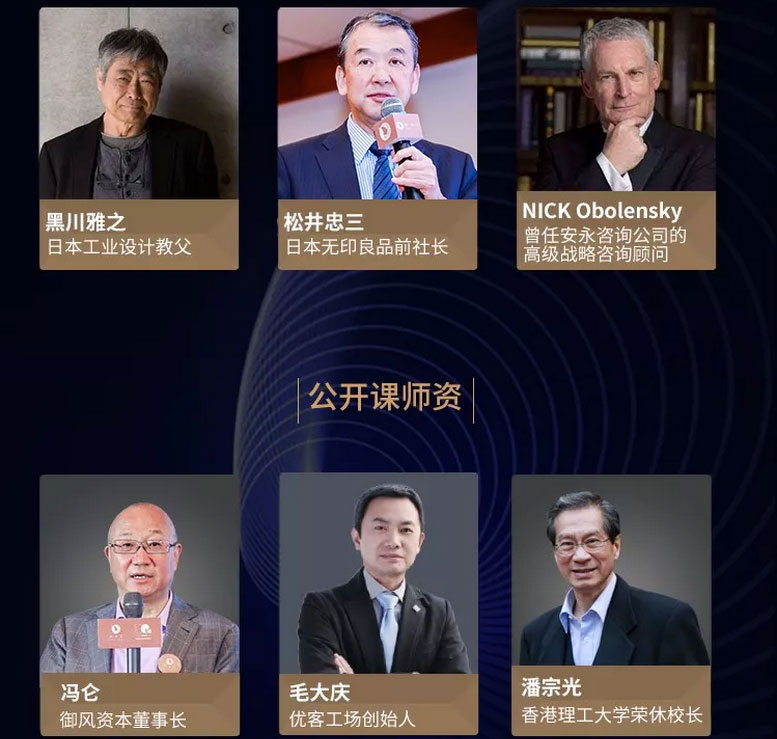 黑川雅之
日本工业设计教父
松井忠三
日本无印良品前社长
NICK Obolensky
曾任安永咨询公司的
高级战略咨询顾问
公开课师资
冯仑
御风资本董事长
毛大庆
优客工场创始人
潘宗光
香港理工大学荣休校长